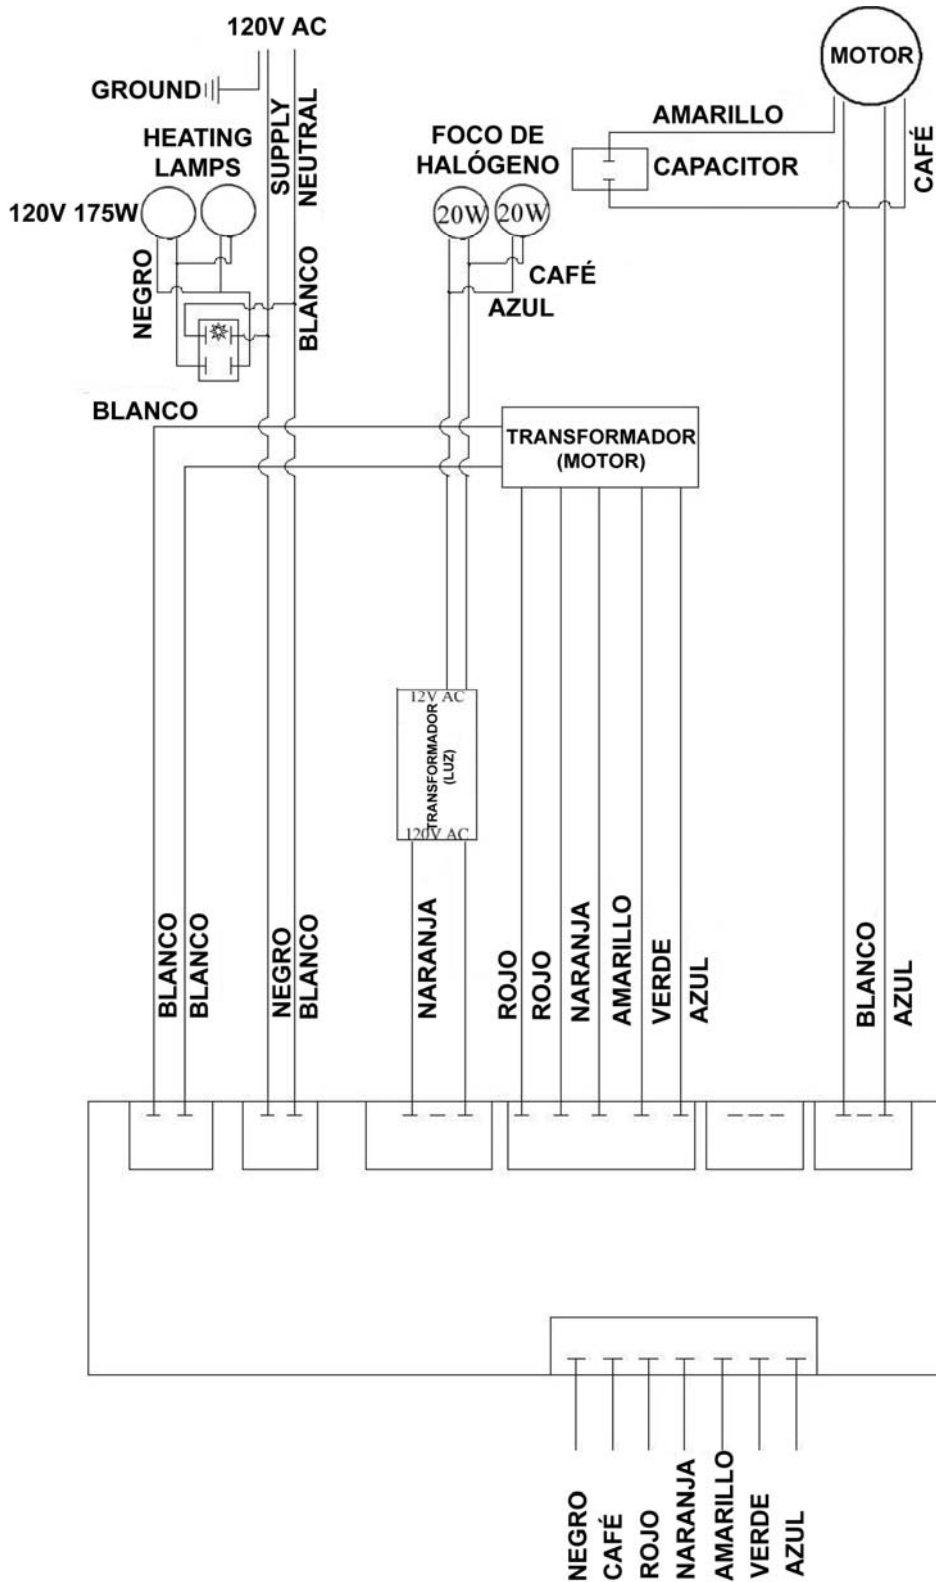 120V AC
GROUND
SUPPLY
NEUTRAL
HEATING
LAMPS
120V 175W
NEGRO
BLANCO
FOCO DE
HALÓGENO
20W
20W
CAFÉ
AZUL
MOTOR
AMARILLO
CAPACITOR
CAFÉ
BLANCO
TRANSFORMADOR
(MOTOR)
12V AC
TRANSFORMADOR
(LUZ)
120V AC
BLANCO
BLANCO
NEGRO
BLANCO
NARANJA
ROJO
ROJO
NARANJA
AMARILLO
VERDE
AZUL
BLANCO
AZUL
NEGRO
CAFÉ
ROJO
NARANJA
AMARILLO
VERDE
AZUL